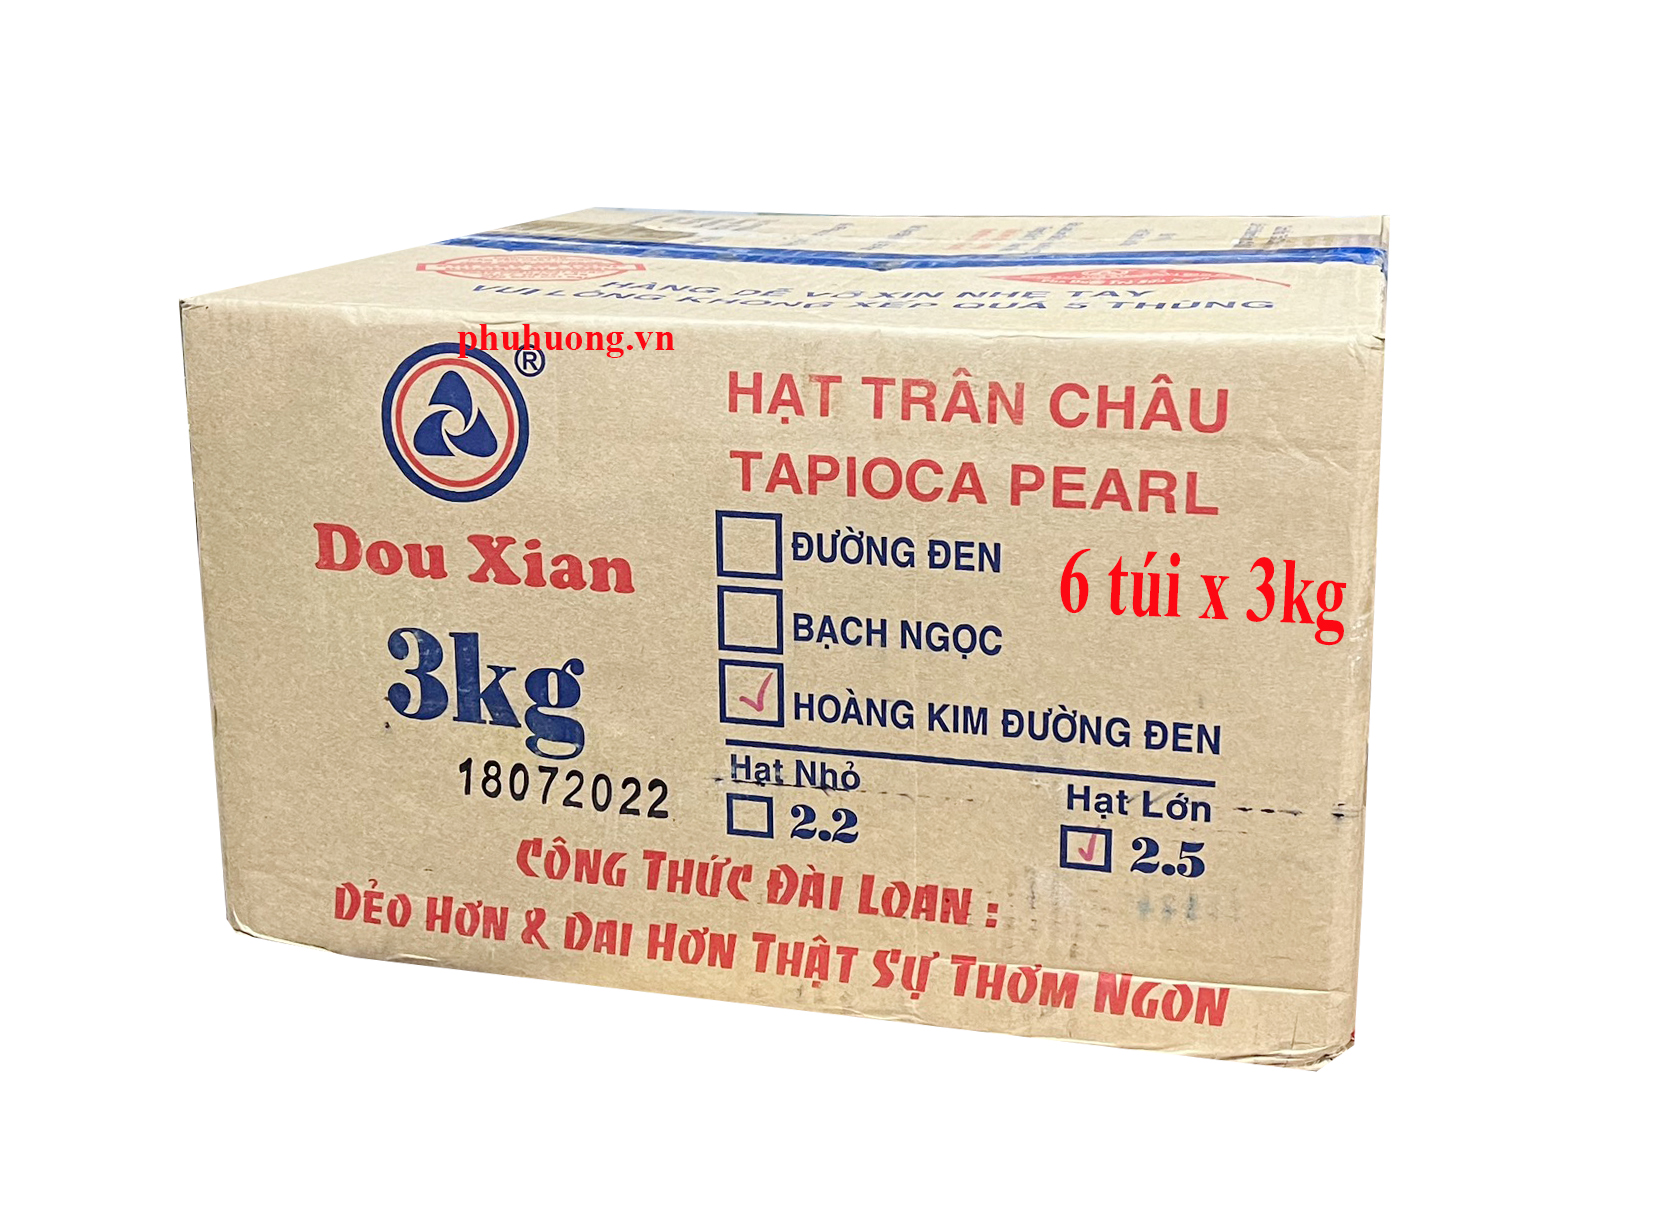 HÀNG DỄ VỠ XIN NHẸ TAY
VUI LÒNG KHÔNG XẾP QUÁ 5 THÙNG
phuhuong.vn
®
HẠT TRÂN CHÂU
TAPIOCA PEARL
Dou Xian
3kg
18072022
ĐƯỜNG ĐEN
BẠCH NGỌC
HOÀNG KIM ĐƯỜNG ĐEN
6 túi x 3kg
Hạt Nhỏ
2.2
Hạt Lớn
2.5
CÔNG THỨC ĐÀI LOAN :
DẺO HƠN & DAI HƠN THẬT SỰ THƠM NGON